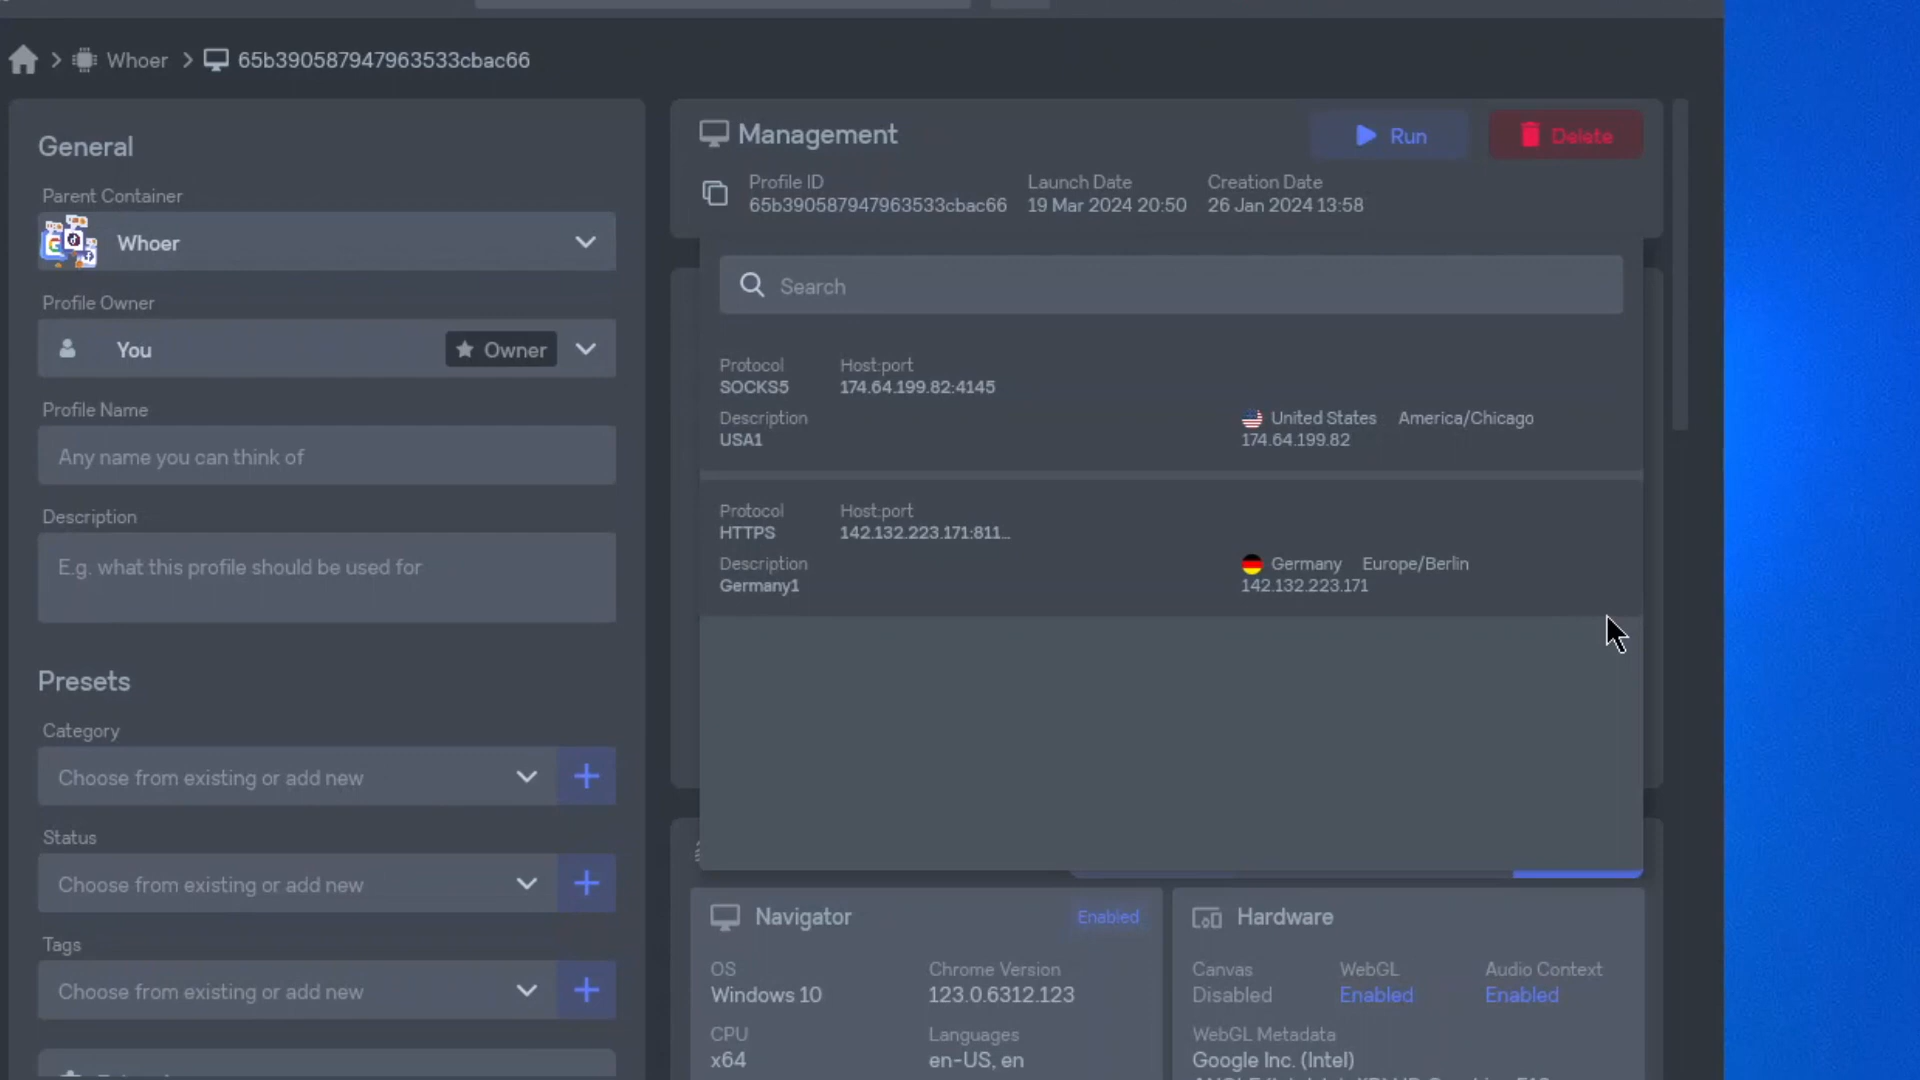 Whoer
65b390587947963533cbac66
General
Parent Container
Whoer
Profile Owner
You
Owner
Profile Name
Any name you can think of
Description
E.g. what this profile should be used for
Presets
Category
Choose from existing or add new
Status
Choose from existing or add new
Tags
Choose from existing or add new
Management
Run
Delete
Profile ID
Launch Date
Creation Date
65b390587947963533cbac66
19 Mar 2024 20:50
26 Jan 2024 13:58
Search
Protocol
Host:port
SOCKS5
174.64.199.82:4145
Description
United States
America/Chicago
USA1
174.64.199.82
Protocol
Host:port
HTTPS
142.132.223.171:811...
Description
Germany
Europe/Berlin
Germany1
142.132.223.171
Navigator
Enabled
OS
Chrome Version
Windows 10
123.0.6312.123
CPU
Languages
x64
en-US, en
Hardware
Canvas
WebGL
Audio Context
Disabled
Enabled
Enabled
WebGL Metadata
Google Inc. (Intel)